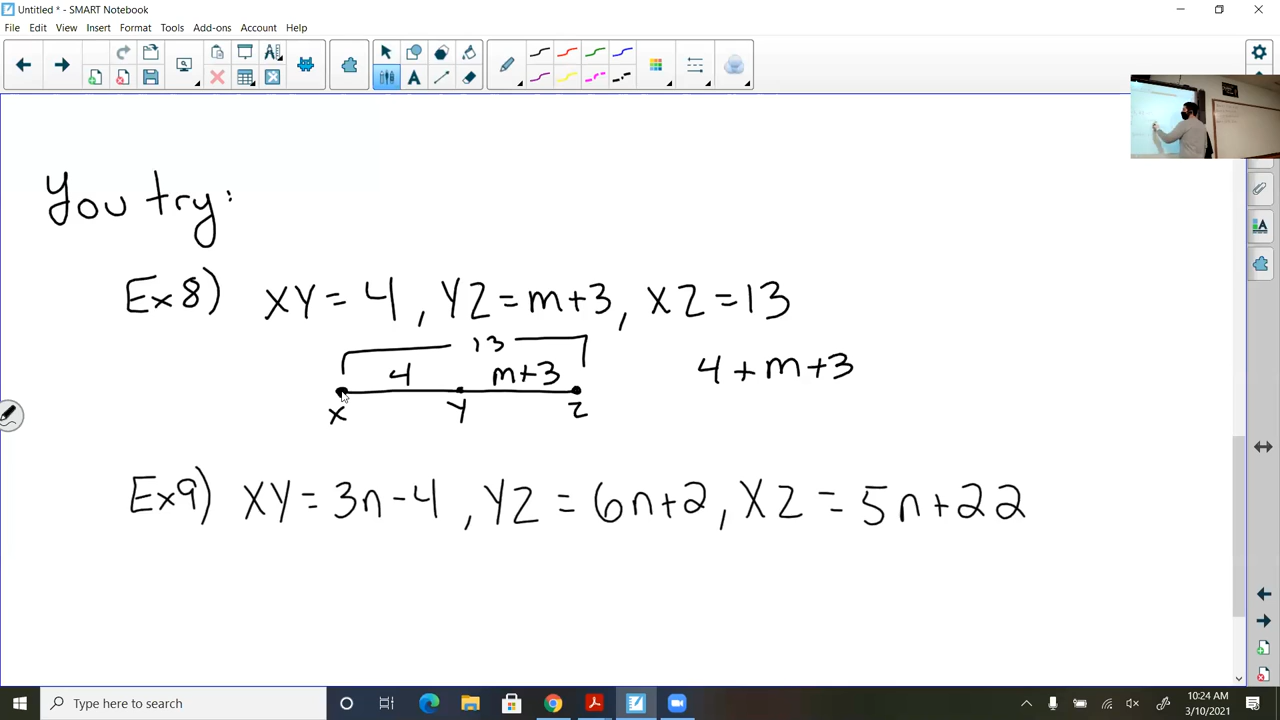 Untitled * - SMART Notebook
File Edit View Insert Format Tools Add-ons Account Help
You try:
Ex8) XY = 4, YZ = m+3, XZ = 13
13
4 m+3
4 + m + 3
X Y Z
Ex9) XY = 3n-4, YZ = 6n+2, XZ = 5n+22
Type here to search
10:24 AM
3/10/2021